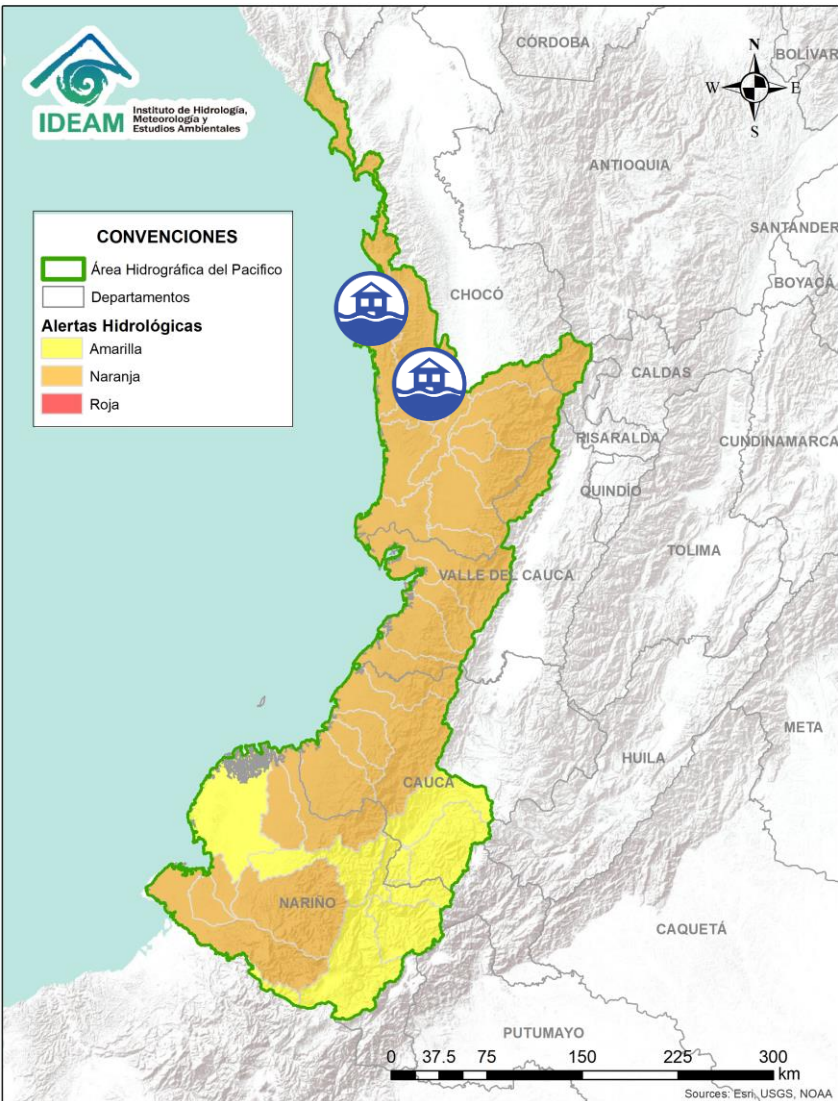 IDEAM
Instituto de Hidrología,
Meteorología y
Estudios Ambientales
CONVENCIONES
Área Hidrográfica del Pacifico
Departamentos
Alertas Hidrológicas
Amarilla
Naranja
Roja
N
W
E
S
CÓRDOBA
BOLÍVAR
ANTIOQUIA
SANTANDER
BOYACÁ
CHOCÓ
CALDAS
RISARALDA
CUNDINAMARCA
QUINDÍO
TOLIMA
VALLE DEL CAUCA
META
HUILA
CAUCA
NARIÑO
CAQUETÁ
PUTUMAYO
0 37.5 75 150 225 300
km
Sources: Esri, USGS, NOAA